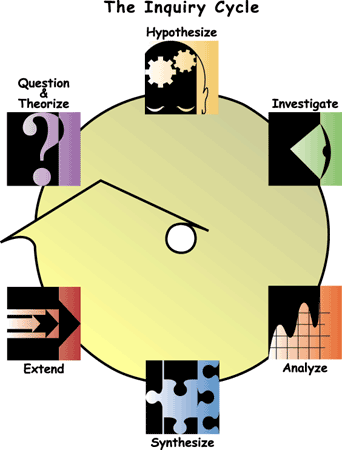 The Inquiry Cycle
Hypothesize
Question
&
Theorize
Investigate
Extend
Analyze
Synthesize